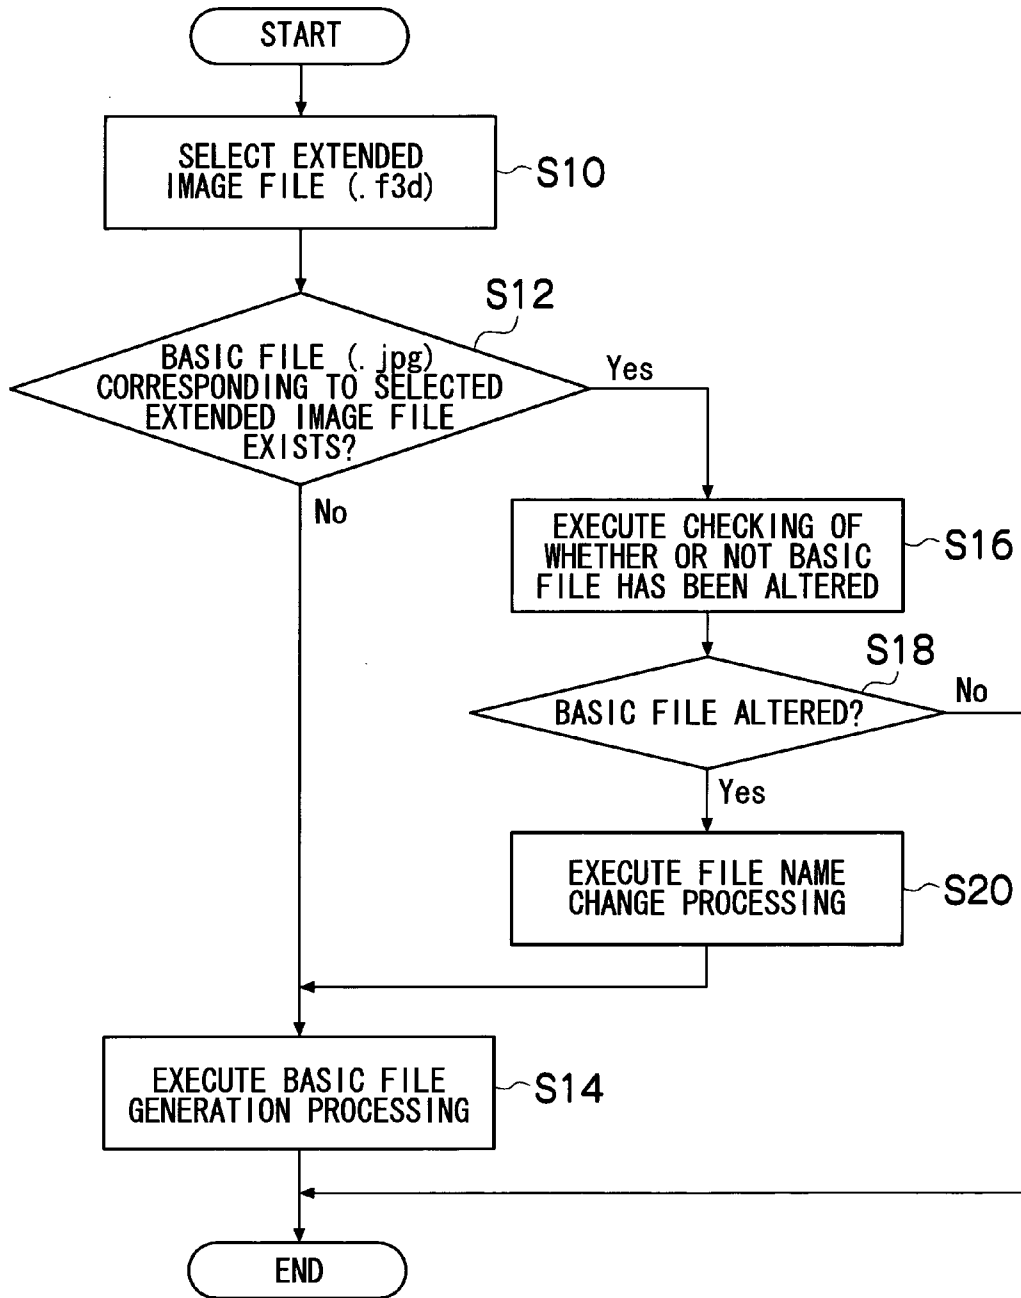 START
SELECT EXTENDED
IMAGE FILE (. f3d)
S10
S12
BASIC FILE (. jpg)
CORRESPONDING TO SELECTED
EXTENDED IMAGE FILE
EXISTS?
Yes
No
EXECUTE CHECKING OF
WHETHER OR NOT BASIC
FILE HAS BEEN ALTERED
S16
S18
BASIC FILE ALTERED?
No
Yes
EXECUTE FILE NAME
CHANGE PROCESSING
S20
EXECUTE BASIC FILE
GENERATION PROCESSING
S14
END